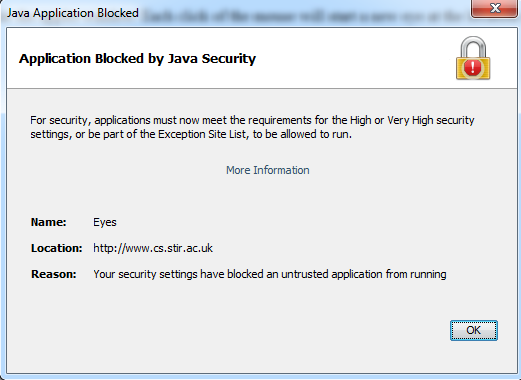 Each click of the mouse will start a new eye at the
Java Application Blocked
Application Blocked by Java Security
For security, applications must now meet the requirements for the High or Very High security
settings, or be part of the Exception Site List, to be allowed to run.
More Information
Name: Eyes
Location: http://www.cs.stir.ac.uk
Reason: Your security settings have blocked an untrusted application from running
OK